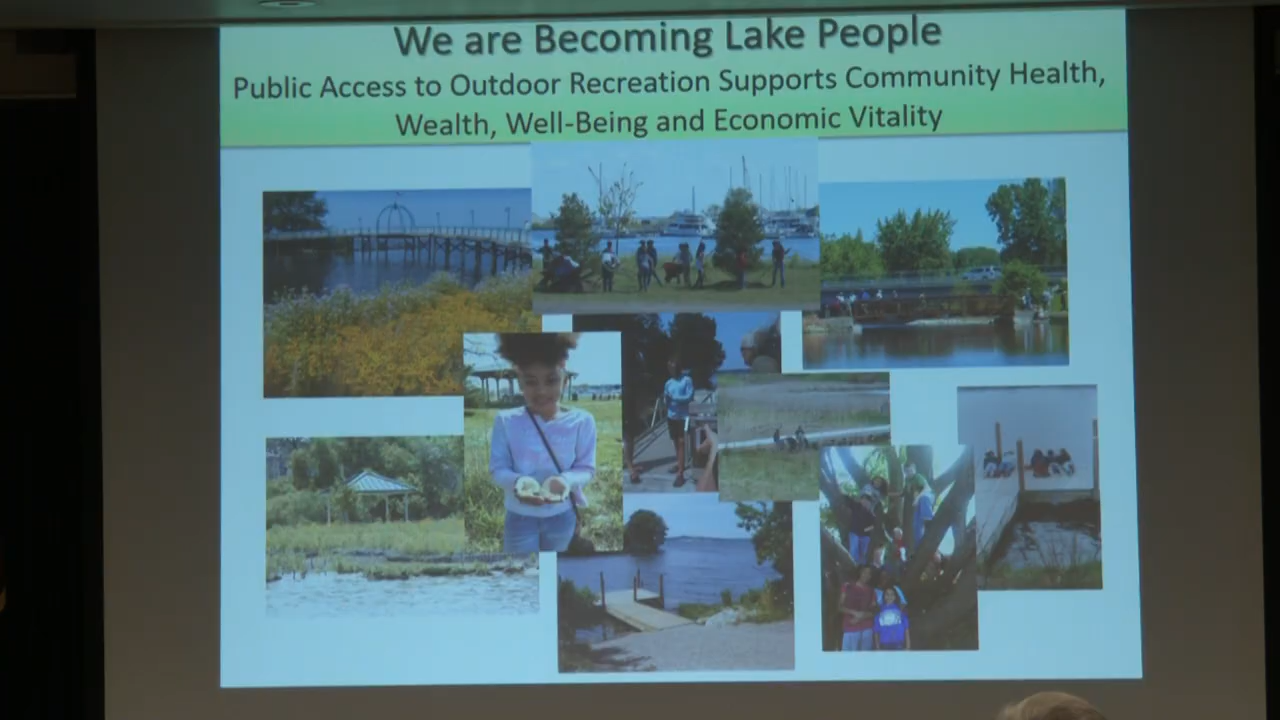 We are Becoming Lake People
Public Access to Outdoor Recreation Supports Community Health,
Wealth, Well-Being and Economic Vitality